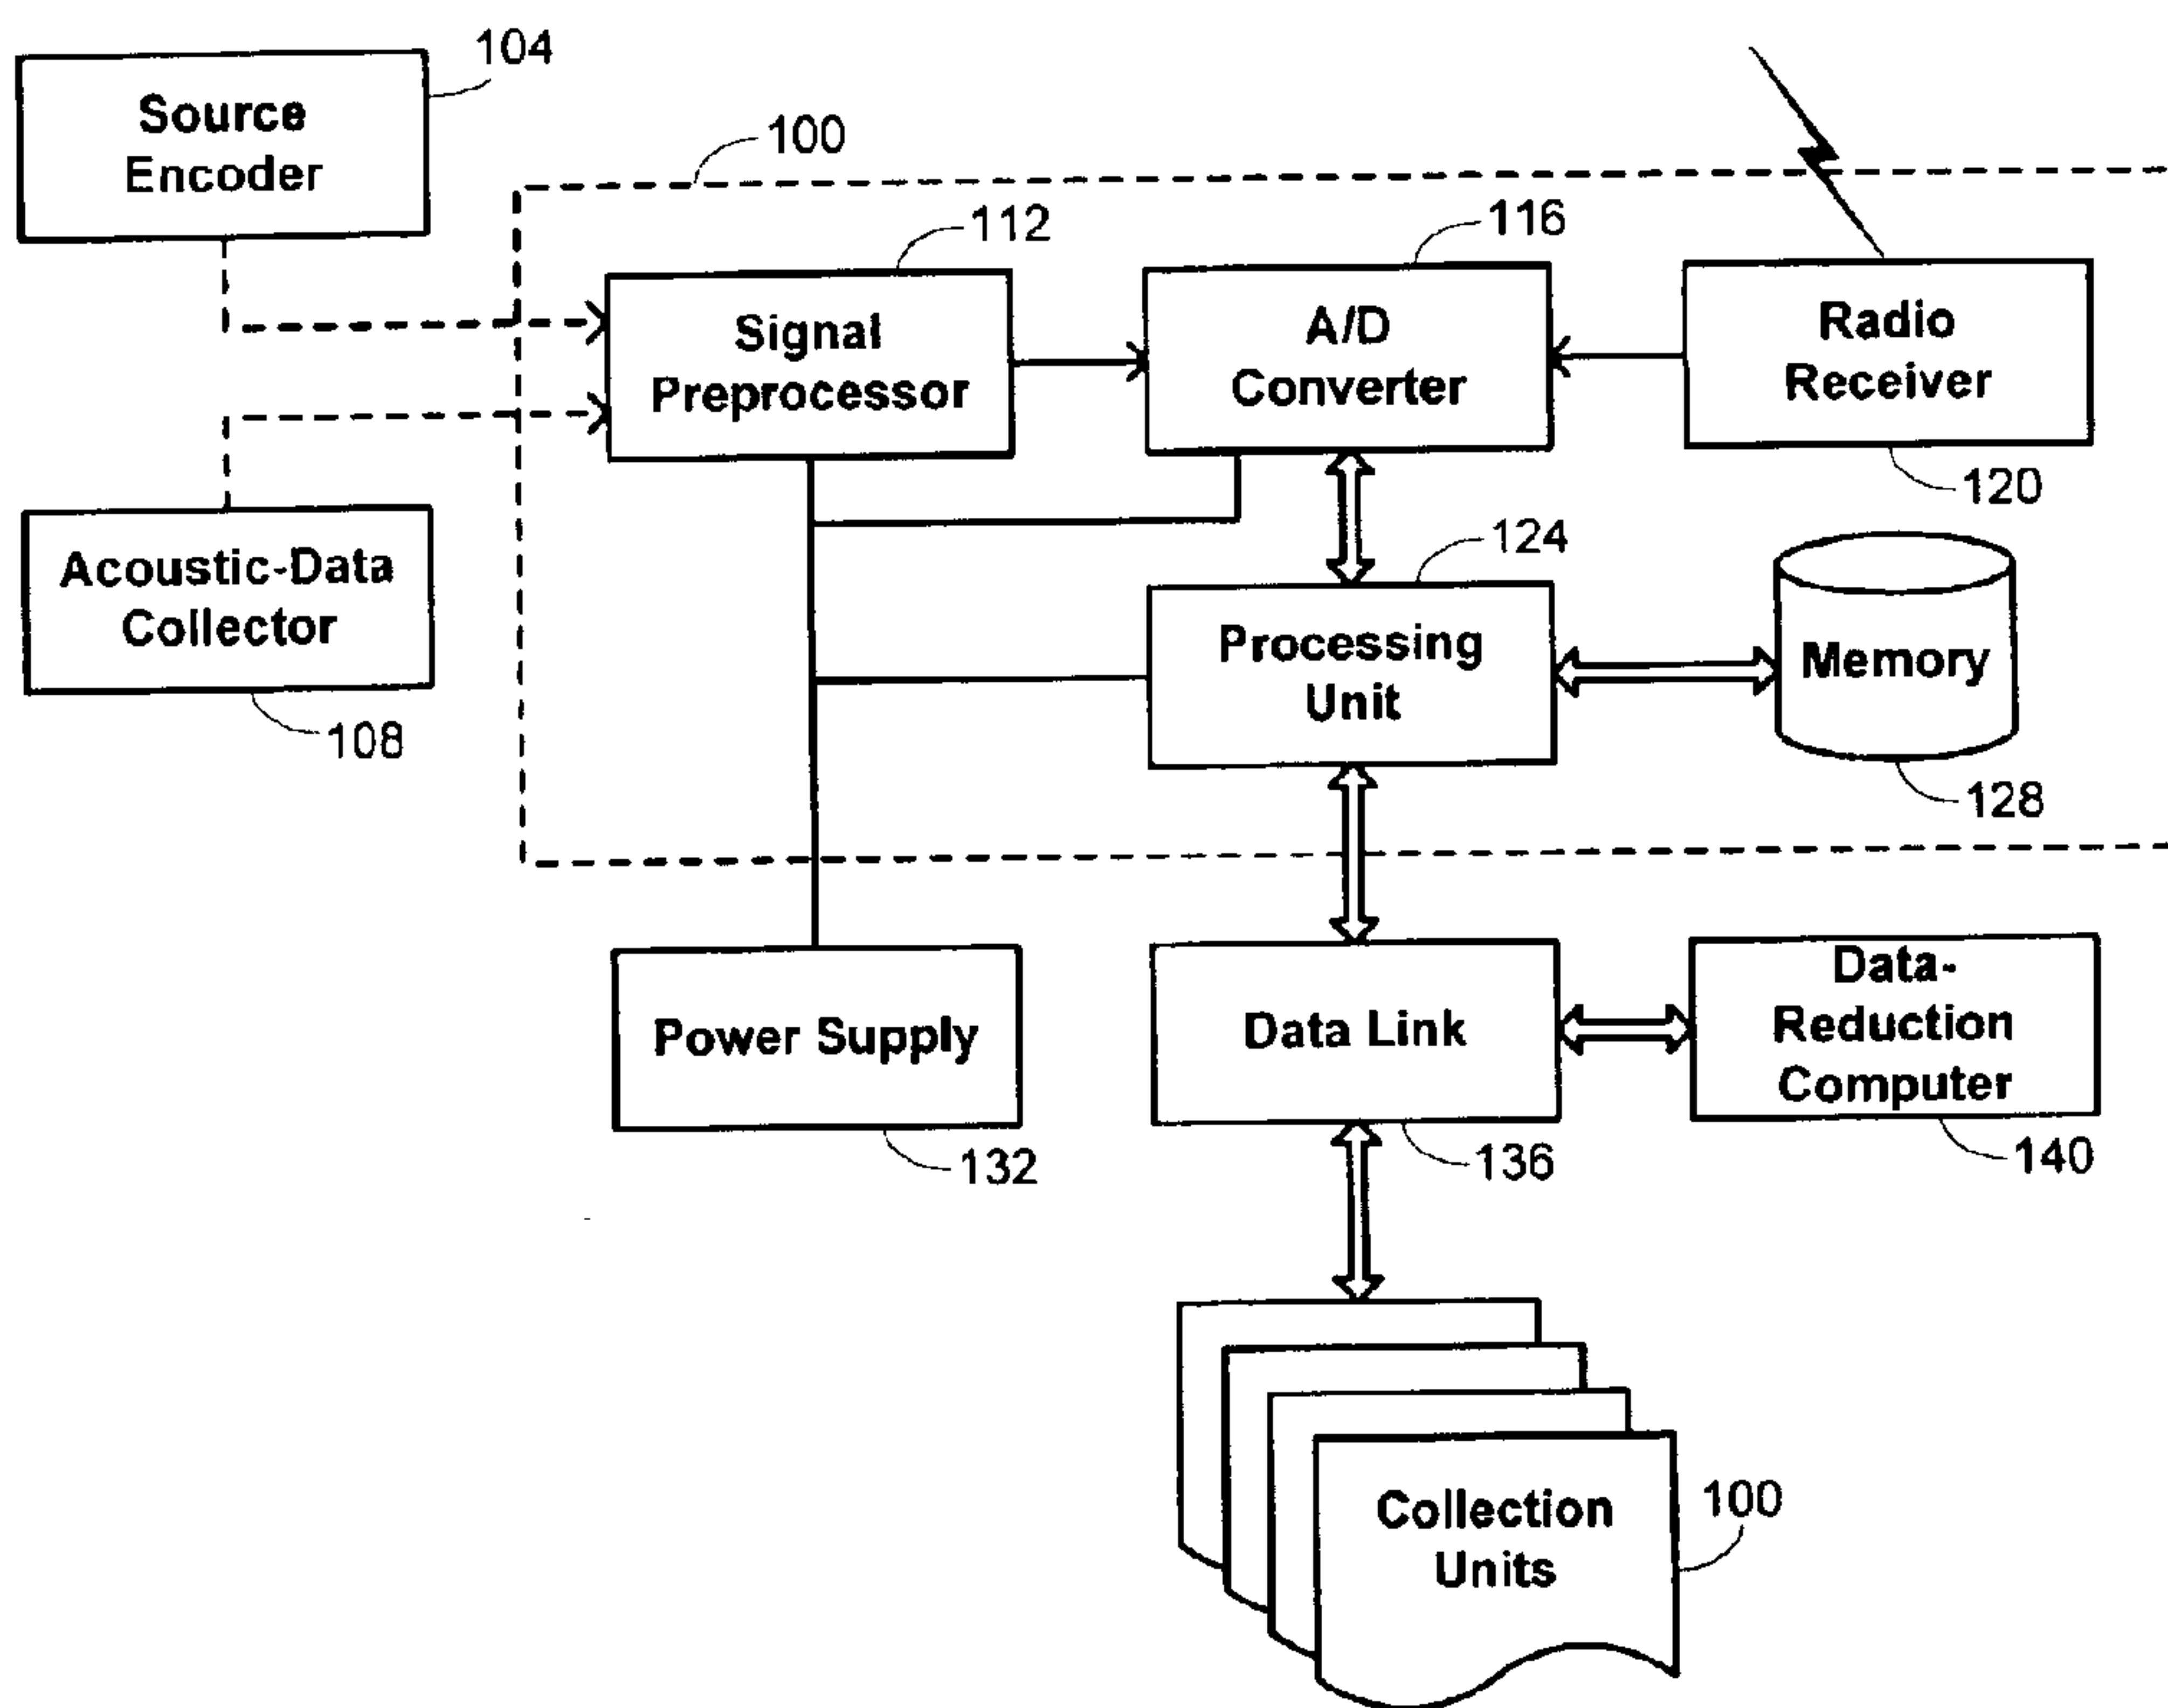 104
Source
Encoder
100
112
116
Signal
Preprocessor
A/D
Converter
Radio
Receiver
120
Acoustic-Data
Collector
108
124
Processing
Unit
Memory
128
Power Supply
132
Data Link
136
Data-
Reduction
Computer
140
Collection
Units
100